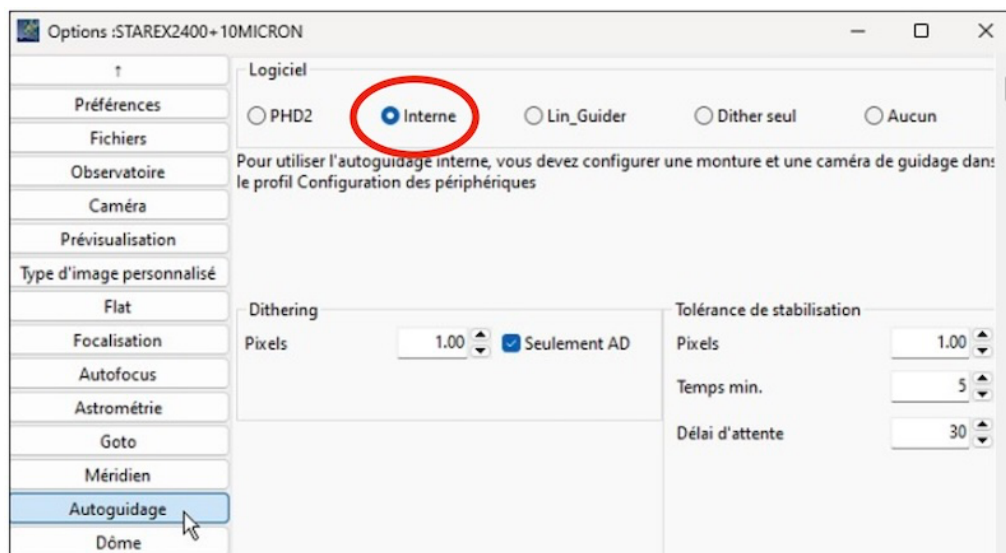 Options :STAREX2400+10MICRON
↑
Préférences
Fichiers
Observatoire
Caméra
Prévisualisation
Type d'image personnalisé
Flat
Focalisation
Autofocus
Astrométrie
Goto
Méridien
Autoguidage
Dôme
Logiciel
PHD2 Interne Lin_Guider Dither seul Aucun
Pour utiliser l'autoguidage interne, vous devez configurer une monture et une caméra de guidage dans
le profil Configuration des périphériques
Dithering
Pixels 1.00 Seulement AD
Tolérance de stabilisation
Pixels 1.00
Temps min. 5
Délai d'attente 30